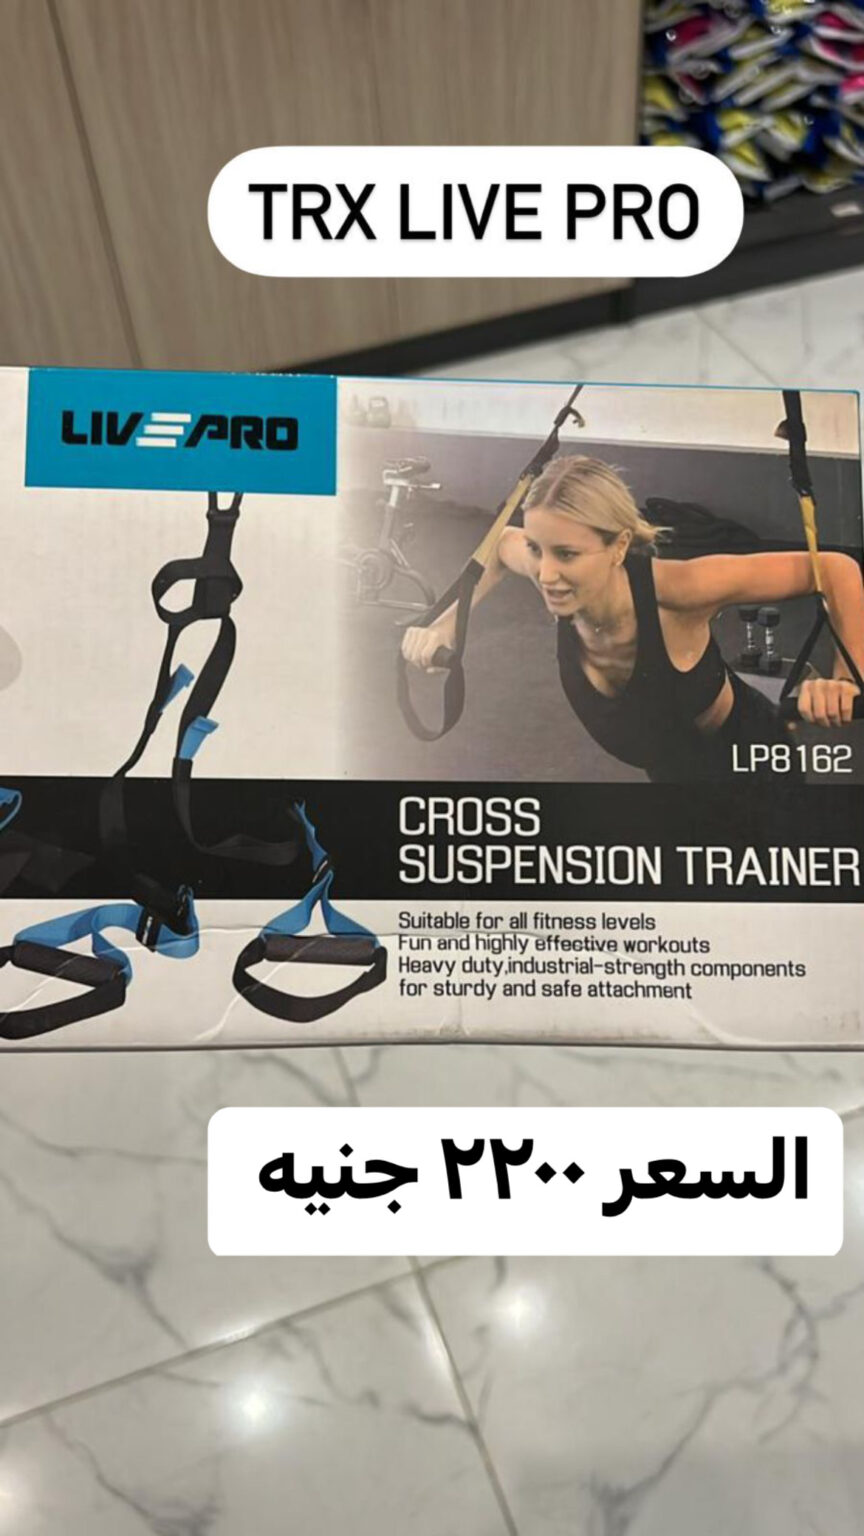 TRX LIVE PRO
LIVEPRO
LP8162
CROSS
SUSPENSION TRAINER
Suitable for all fitness levels
Fun and highly effective workouts
Heavy duty,industrial-strength components
for sturdy and safe attachment
السعر ٢٢٠٠ جنيه